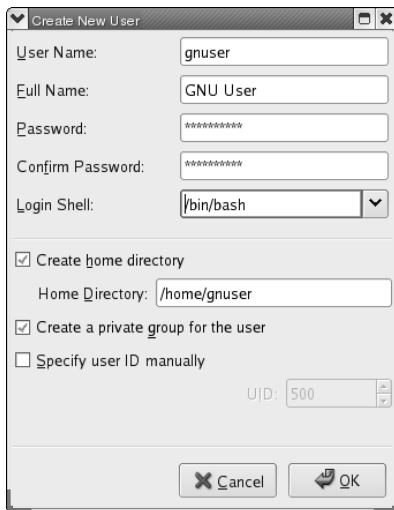 Create New User
User Name: gnuser
Full Name: GNU User
Password: **********
Confirm Password: **********
Login Shell: /bin/bash
Create home directory
Home Directory: /home/gnuser
Create a private group for the user
Specify user ID manually
UID: 500
Cancel OK